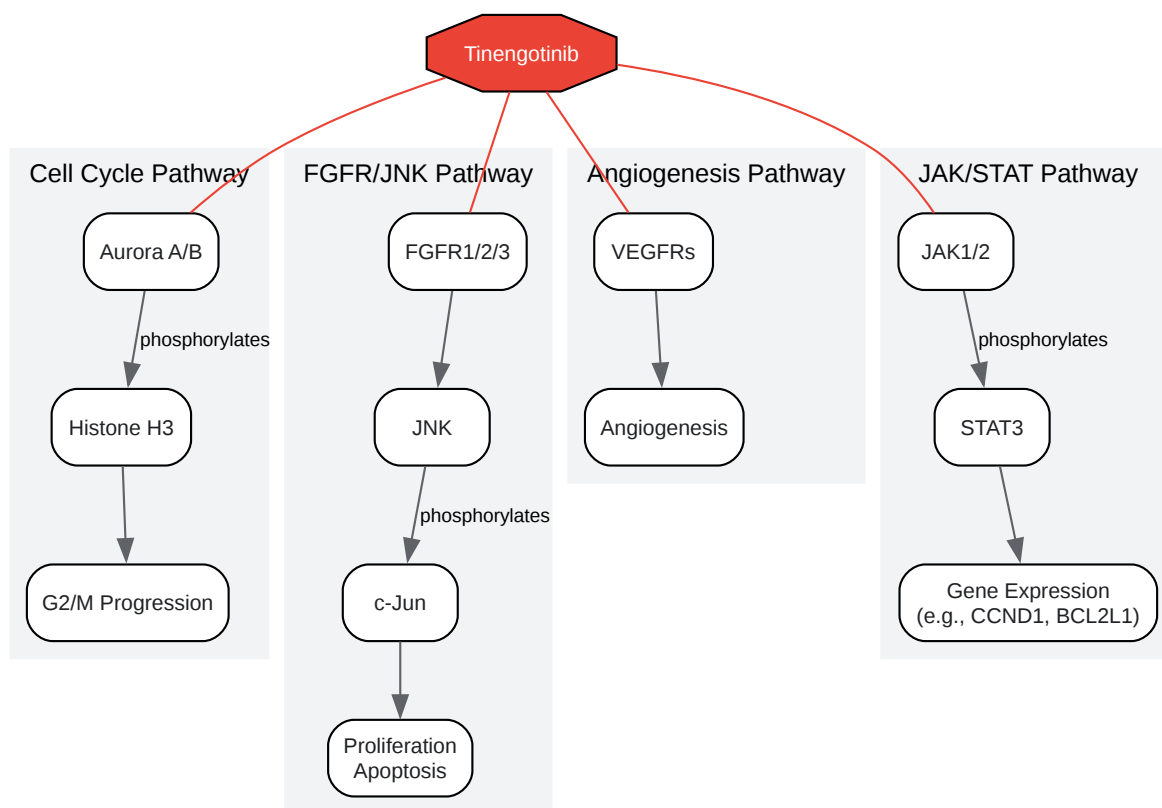 Tinengotinib
Cell Cycle Pathway
Aurora A/B
phosphorylates
Histone H3
G2/M Progression
FGFR/JNK Pathway
FGFR1/2/3
JNK
phosphorylates
c-Jun
Proliferation
Apoptosis
Angiogenesis Pathway
VEGFRs
Angiogenesis
JAK/STAT Pathway
JAK1/2
phosphorylates
STAT3
Gene Expression
(e.g., CCND1, BCL2L1)